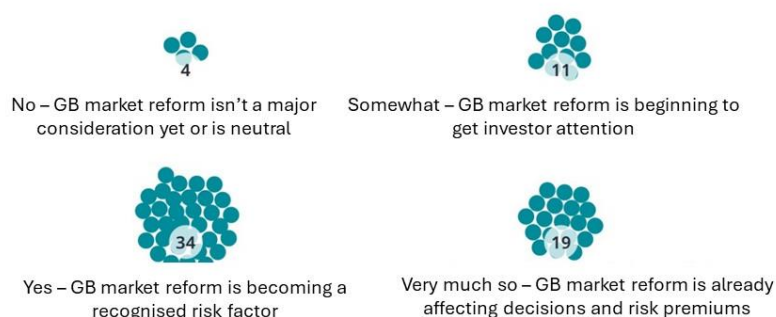 4
No – GB market reform isn't a major
consideration yet or is neutral
11
Somewhat – GB market reform is beginning to
get investor attention
34
Yes – GB market reform is becoming a
recognised risk factor
19
Very much so – GB market reform is already
affecting decisions and risk premiums